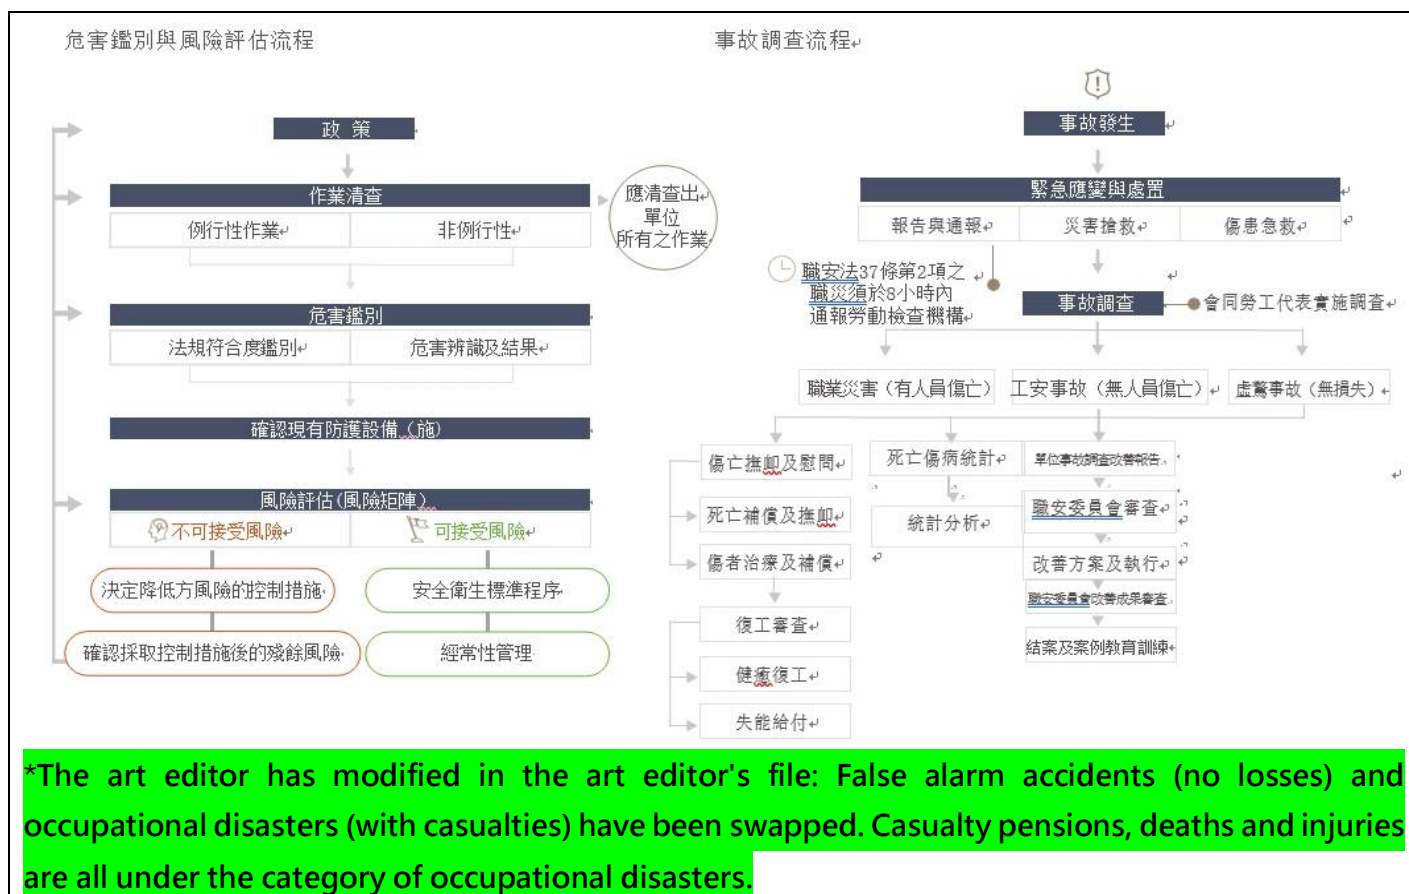 危害鑑別與風險評估流程
政 策
作業清查
例行性作業
非例行性
應清查出
單位
所有之作業
危害鑑別
法規符合度鑑別
危害辨識及結果
確認現有防護設備（施）
風險評估(風險矩陣)
不可接受風險
可接受風險
決定降低方風險的控制措施
安全衛生標準程序
確認採取控制措施後的殘餘風險
經常性管理
事故調查流程
事故發生
緊急應變與處置
報告與通報
災害搶救
傷患急救
職安法37條第2項之
職災須於8小時內
通報勞動檢查機構
事故調查
會同勞工代表實施調查
職業災害（有人員傷亡）
工安事故（無人員傷亡）
虛驚事故（無損失）
傷亡撫卹及慰問
死亡補償及撫卹
傷者治療及補償
復工審查
健癒復工
失能給付
死亡傷病統計
統計分析
單位事故調查改善報告
職安委員會審查
改善方案及執行
職安委員會改善成果審查
結案及案例教育訓練
*The art editor has modified in the art editor's file: False alarm accidents (no losses) and
occupational disasters (with casualties) have been swapped. Casualty pensions, deaths and injuries
are all under the category of occupational disasters.